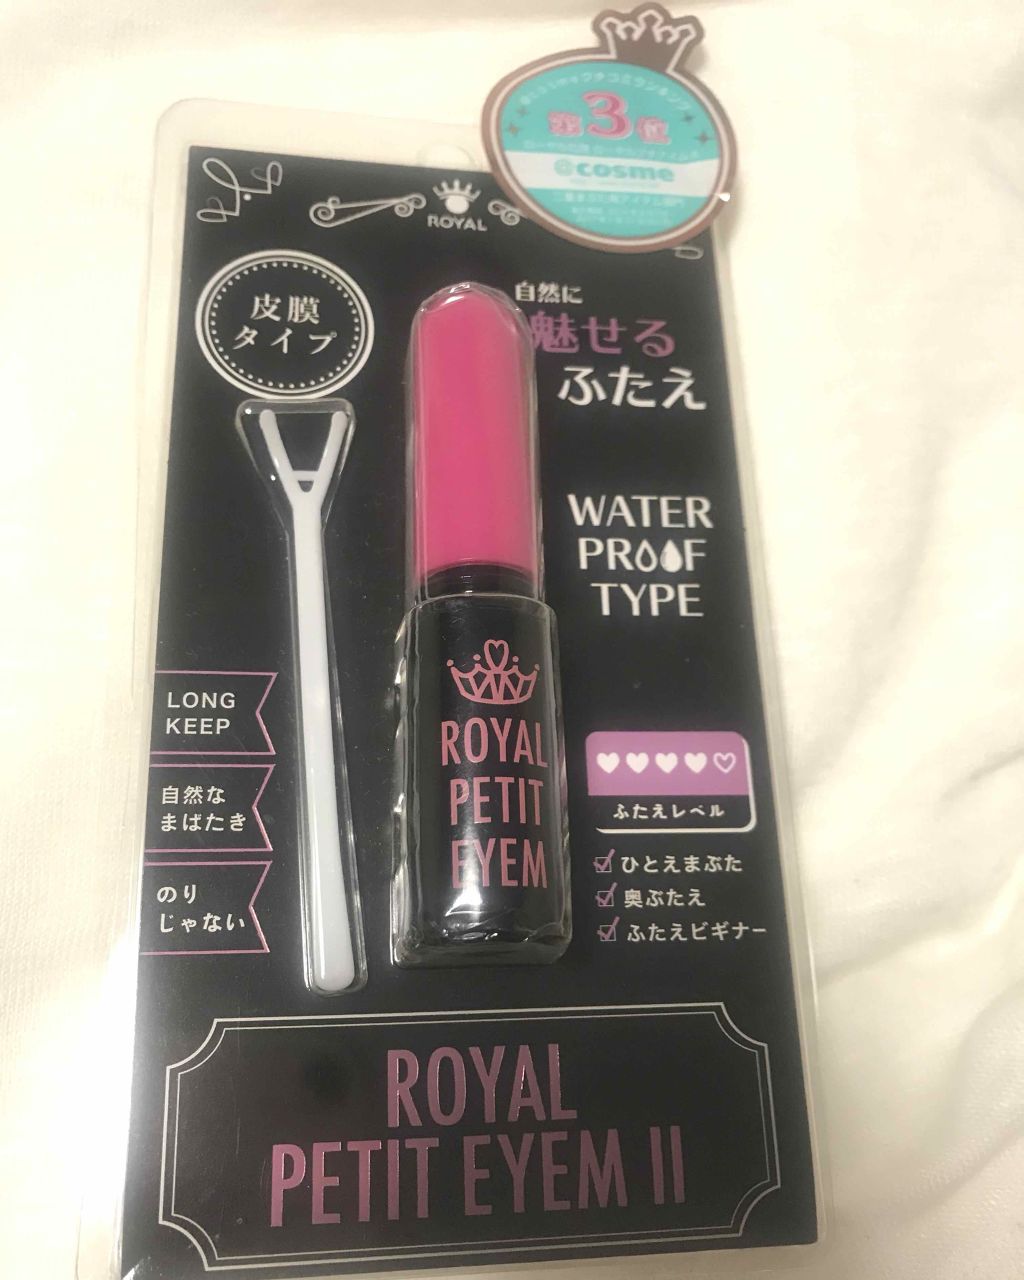 第3位
@cosme
ROYAL
皮膜
タイプ
自然に
魅せる
ふたえ
WATER
PROOF
TYPE
LONG
KEEP
自然な
まばたき
のり
じゃない
ROYAL
PETIT
EYEM
ふたえレベル
ひとえまぶた
奥ぶたえ
ふたえビギナー
ROYAL
PETIT EYEM II